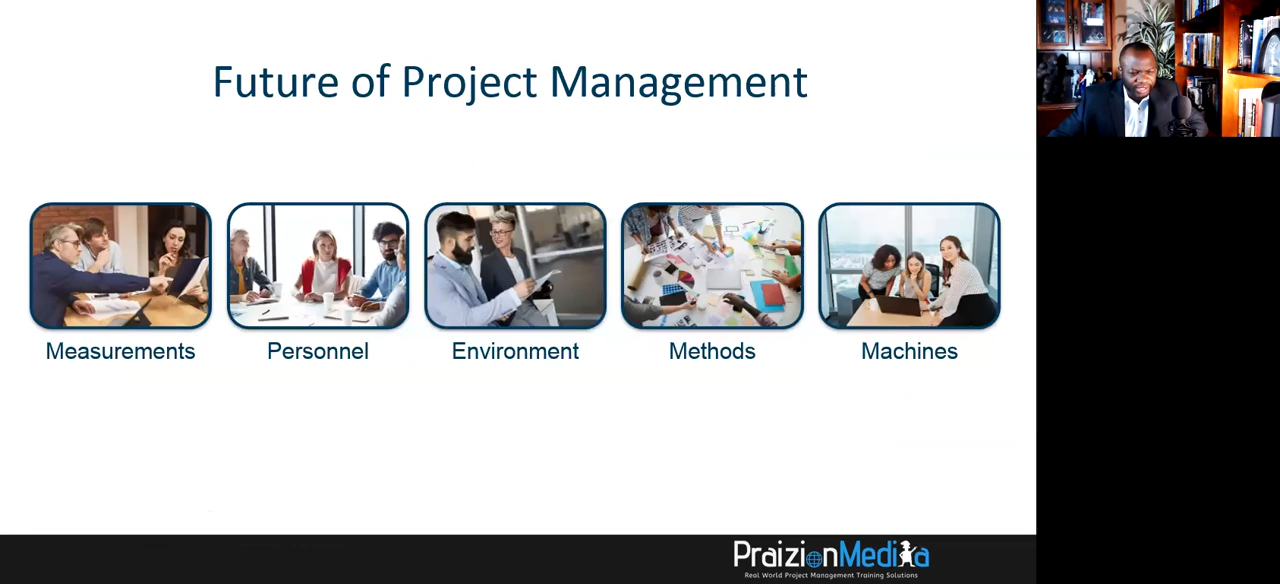 Future of Project Management
Measurements
Personnel
Environment
Methods
Machines
PraizionMedia
Real World Project Management Training Solutions